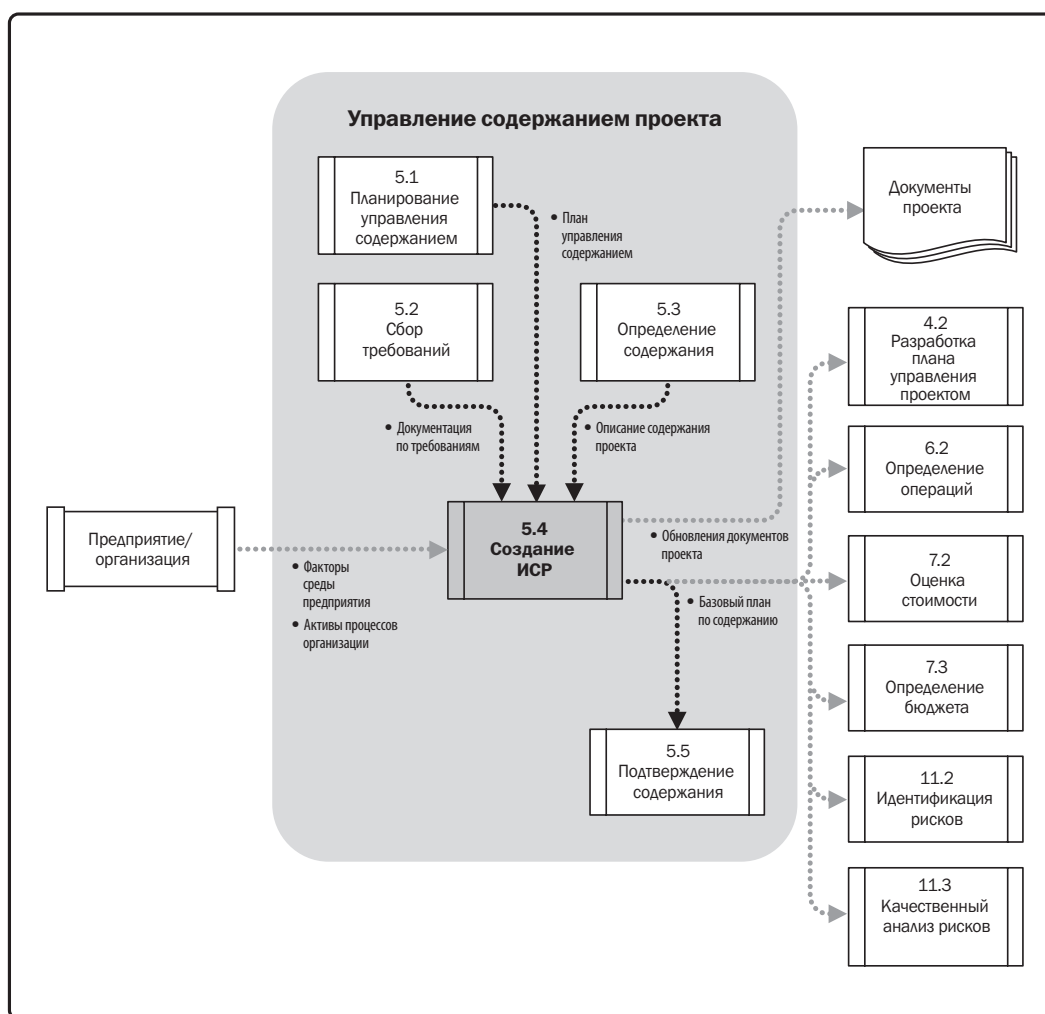 Управление содержанием проекта
5.1
Планирование
управления
содержанием
• План
управления
содержанием
5.2
Сбор
требований
5.3
Определение
содержания
• Документация
по требованиям
• Описание содержания
проекта
Предприятие/
организация
• Факторы
среды
предприятия
• Активы процессов
организации
5.4
Создание
ИСР
• Обновления документов
проекта
• Базовый план
по содержанию
5.5
Подтверждение
содержания
Документы
проекта
4.2
Разработка
плана
управления
проектом
6.2
Определение
операций
7.2
Оценка
стоимости
7.3
Определение
бюджета
11.2
Идентификация
рисков
11.3
Качественный
анализ рисков